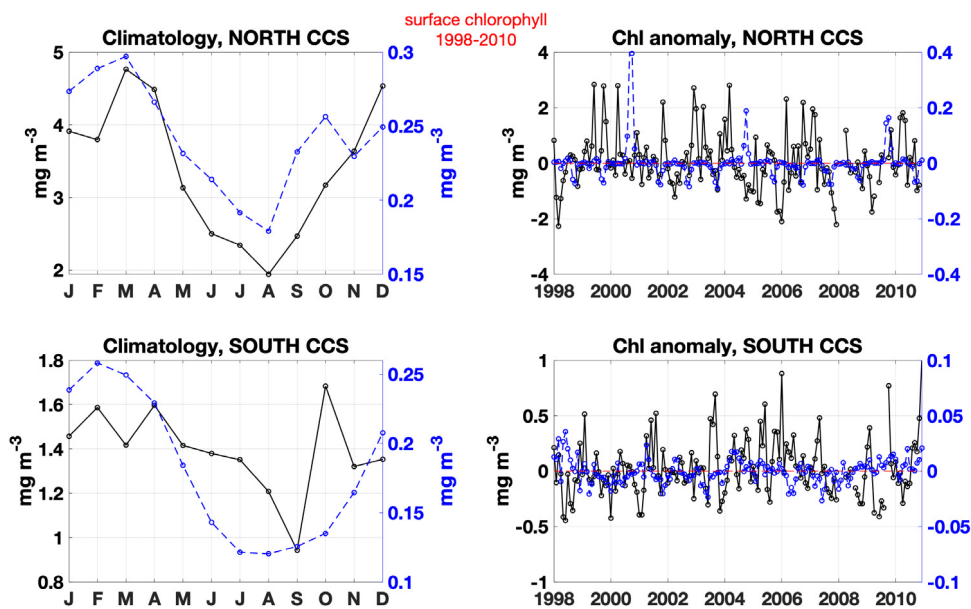 surface chlorophyll
1998-2010
Climatology, NORTH CCS
5
4
3
2
mg m-3
0.3
0.25
0.2
0.15
mg m-3
J F M A M J J A S O N D
Chl anomaly, NORTH CCS
4
2
0
-2
-4
mg m-3
0.4
0.2
0
-0.2
-0.4
1998 2000 2002 2004 2006 2008 2010
Climatology, SOUTH CCS
1.8
1.6
1.4
1.2
1
0.8
mg m-3
0.25
0.2
0.15
0.1
J F M A M J J A S O N D
Chl anomaly, SOUTH CCS
1
0.5
0
-0.5
-1
mg m-3
0.1
0.05
0
-0.05
-0.1
1998 2000 2002 2004 2006 2008 2010